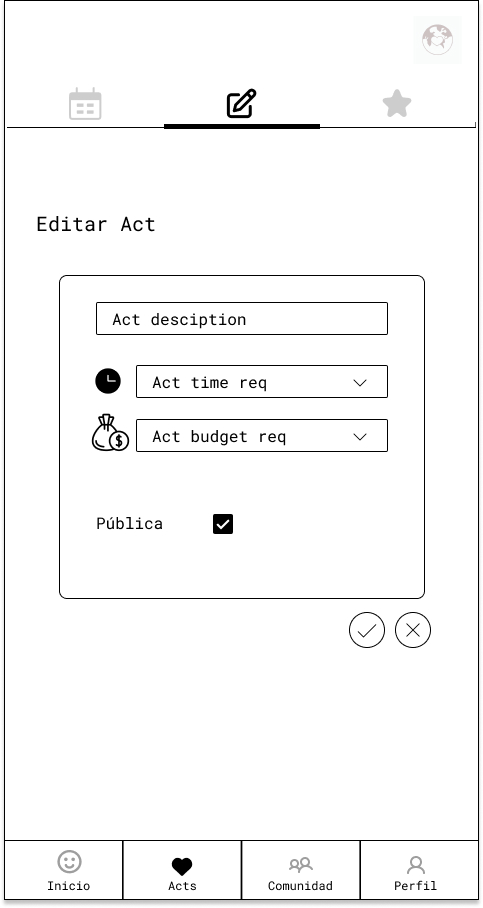 Editar Act
Act desciption
Act time req
Act budget req
$
Pública
Inicio
Acts
Comunidad
Perfil